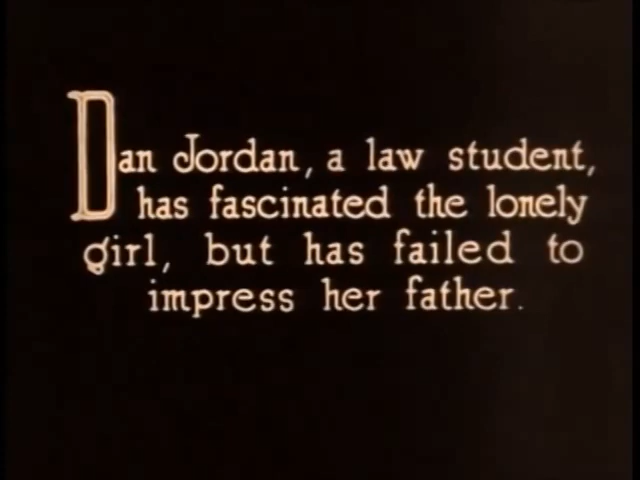 Dan Jordan, a law student,
has fascinated the lonely
girl, but has failed to
impress her father.